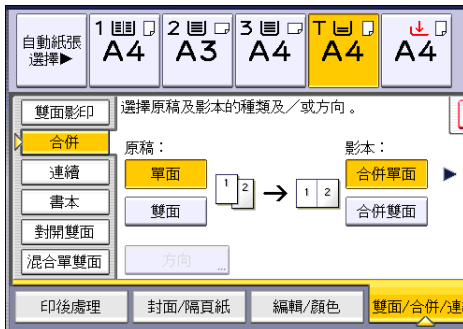 自動紙張
選擇▶
1
A4
2
A3
3
A4
T
A4
A4
選擇原稿及影本的種類及／或方向。
雙面影印
合併
連續
書本
對開雙面
混合單雙面
原稿：
單面
雙面
1
2
→
1 2
影本：
合併單面
▶
合併雙面
方向
...
印後處理
封面/隔頁紙
編輯/顏色
雙面/合併/連